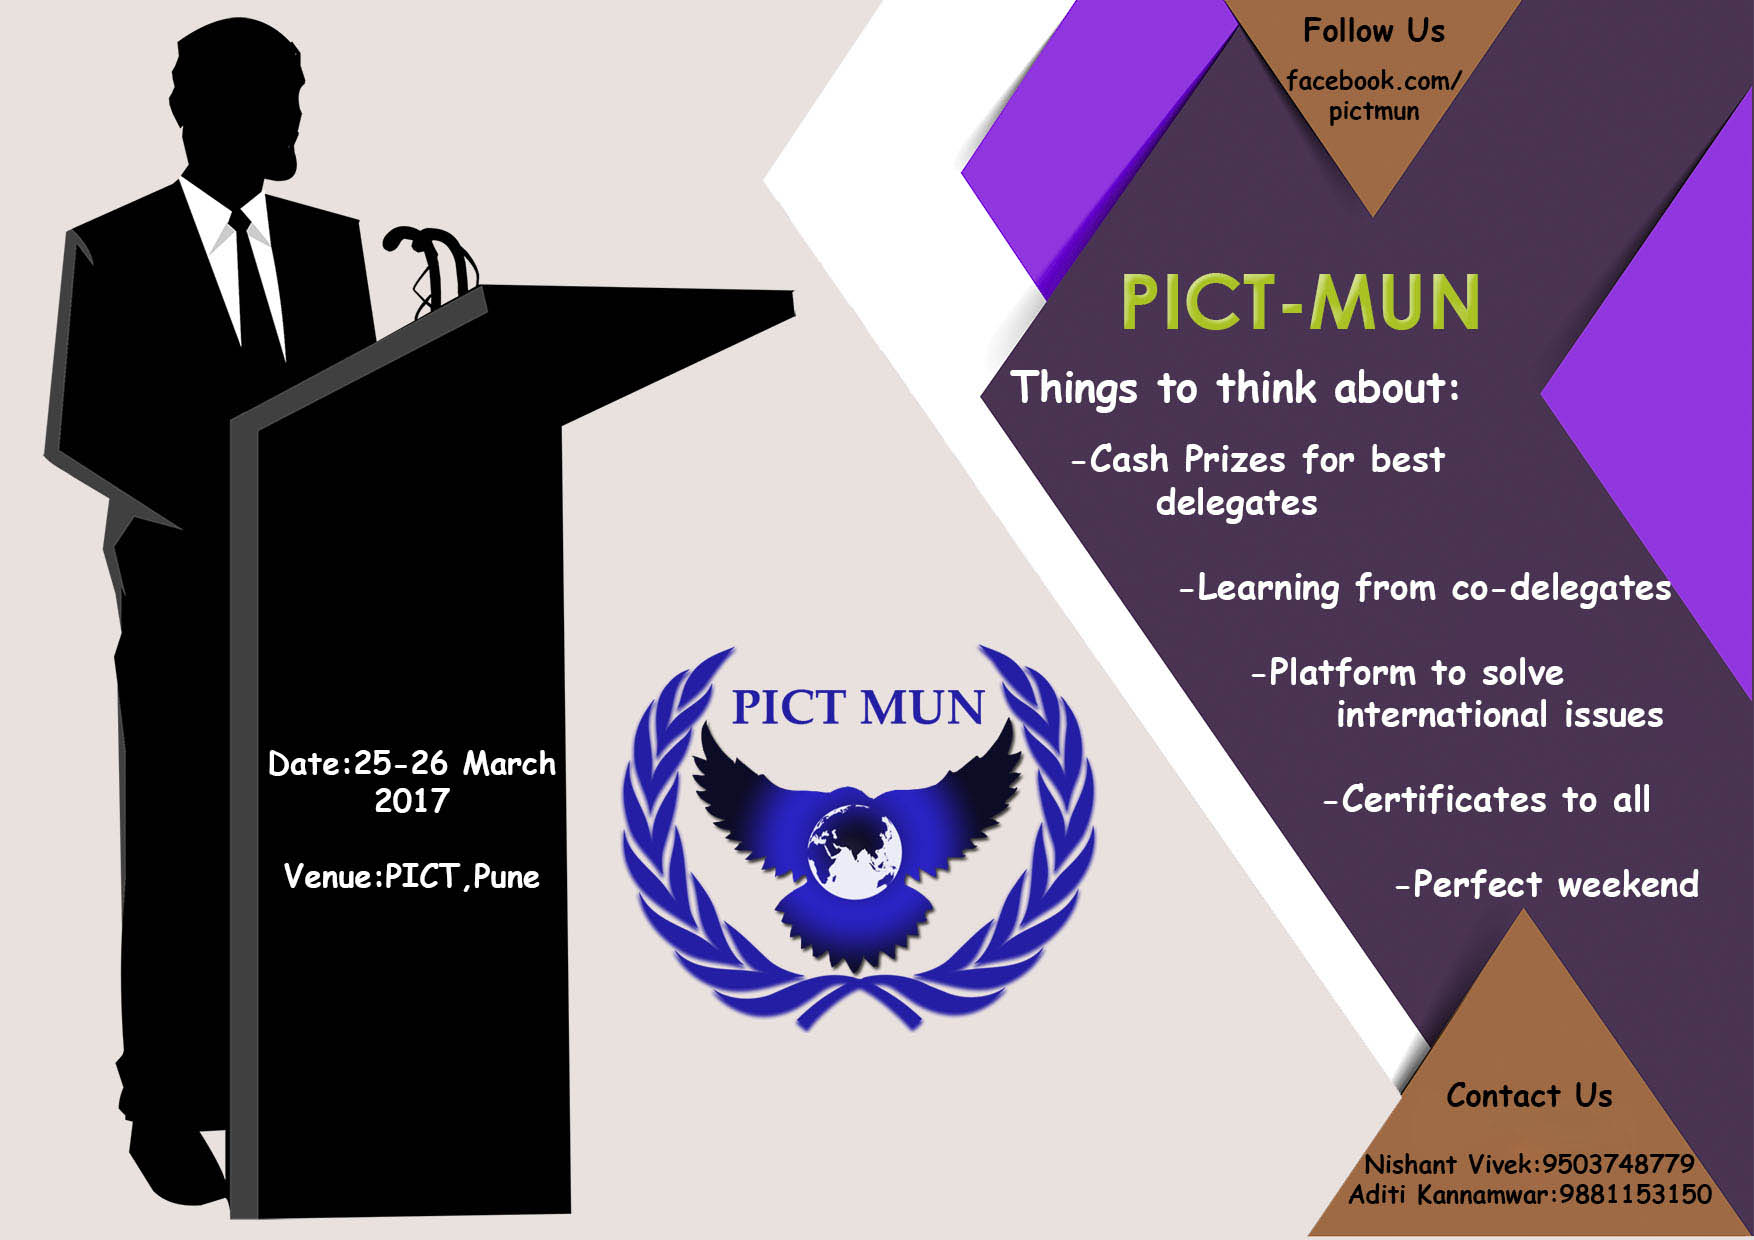 Follow Us
facebook.com/
pictmun
PICT-MUN
Things to think about:
-Cash Prizes for best
delegates
-Learning from co-delegates
-Platform to solve
international issues
-Certificates to all
-Perfect weekend
PICT MUN
Date:25-26 March
2017
Venue:PICT,Pune
Contact Us
Nishant Vivek:9503748779
Aditi Kannamwar:9881153150